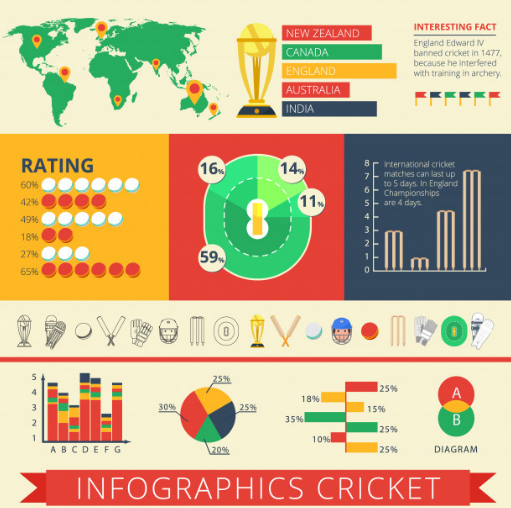 NEW ZEALAND
CANADA
ENGLAND
AUSTRALIA
INDIA
INTERESTING FACT
England Edward IV
banned cricket in 1477,
because he interfered
with training in archery.
RATING
60%
42%
49%
18%
27%
65%
16%
14%
11%
59%
8
7
6
5
4
3
2
1
0
International cricket
matches can last up
to 5 days. In England
Championships
are 4 days.
5
4
3
2
1
A B C D E F G
25%
30%
25%
20%
25%
18%
15%
35%
25%
10%
25%
A
B
DIAGRAM
INFOGRAPHICS CRICKET